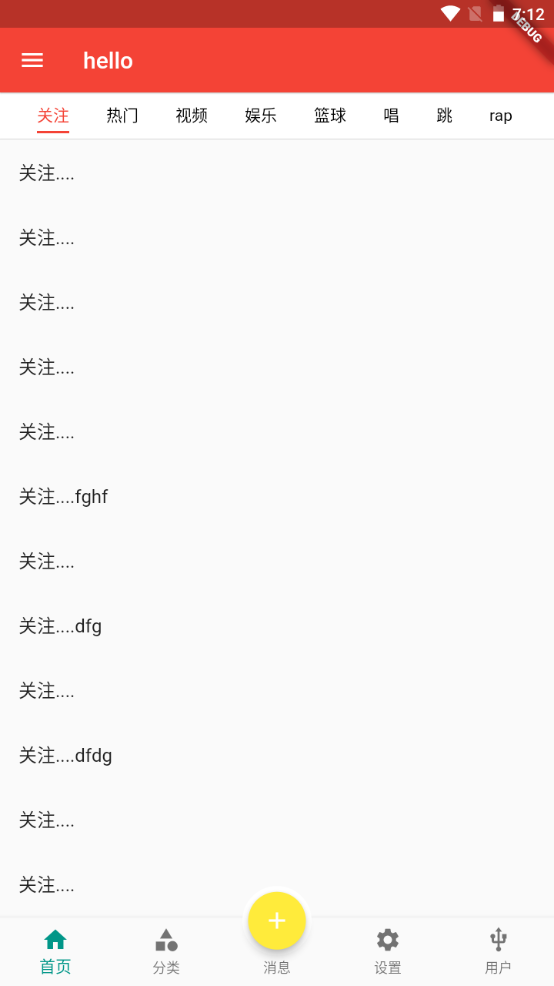 7:12
DEBUG
hello
关注 热门 视频 娱乐 篮球 唱 跳 rap
关注....
关注....
关注....
关注....
关注....
关注....fghf
关注....
关注....dfg
关注....
关注....dfdg
关注....
关注....
首页 分类 消息 设置 用户